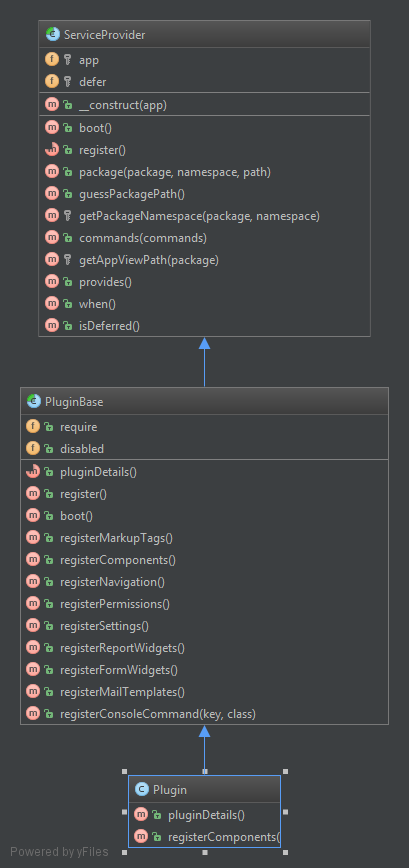 ServiceProvider
app
defer
__construct(app)
boot()
register()
package(package, namespace, path)
guessPackagePath()
getPackageNamespace(package, namespace)
commands(commands)
getAppViewPath(package)
provides()
when()
isDeferred()
PluginBase
require
disabled
pluginDetails()
register()
boot()
registerMarkupTags()
registerComponents()
registerNavigation()
registerPermissions()
registerSettings()
registerReportWidgets()
registerFormWidgets()
registerMailTemplates()
registerConsoleCommand(key, class)
Plugin
pluginDetails()
registerComponents(
Powered by yFiles